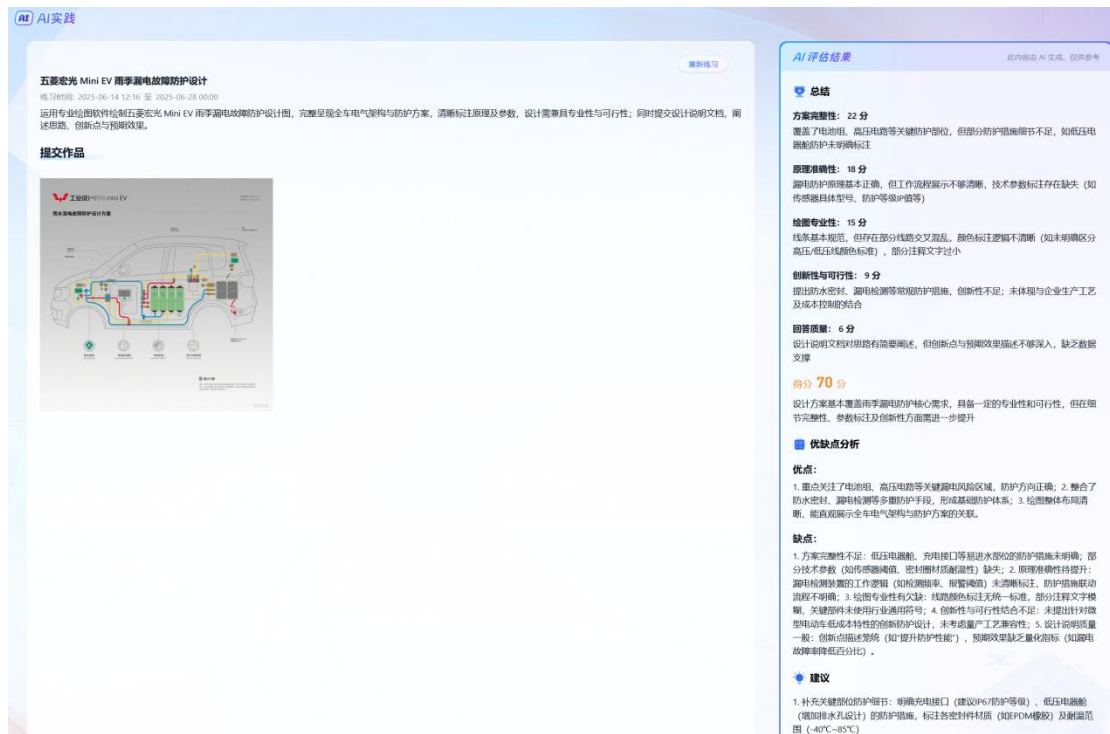 AI AI实践
重新练习
五菱宏光 Mini EV 雨季漏电故障防护设计
练习时间: 2025-06-14 12:16 至 2025-06-28 00:00
运用专业绘图软件绘制五菱宏光 Mini EV 雨季漏电故障防护设计图，完整呈现全车电气架构与防护方案，清晰标注原理及参数，设计需兼具专业性与可行性；同时提交设计说明文档，阐
述思路、创新点与预期效果。
提交作品
雨水漏电故障防护设计方案
AI 评估结果
此内容由 AI 生成，仅供参考
总结
方案完整性： 22 分
覆盖了电池组、高压电路等关键防护部位，但部分防护措施细节不足，如低压电
器舱防护未明确标注
原理准确性： 18 分
漏电防护原理基本正确，但工作流程展示不够清晰，技术参数标注存在缺失（如
传感器具体型号、防护等级IP值等）
绘图专业性： 15 分
线条基本规范，但存在部分线路交叉混乱，颜色标注逻辑不清晰（如未明确区分
高压/低压线颜色标准），部分注释文字过小
创新性与可行性： 9 分
提出防水密封、漏电检测等常规防护措施，创新性不足；未体现与企业生产工艺
及成本控制的结合
回答质量： 6 分
设计说明文档对思路有简要阐述，但创新点与预期效果描述不够深入，缺乏数据
支撑
得分 70 分
设计方案基本覆盖雨季漏电防护核心需求，具备一定的专业性和可行性，但在细
节完整性、参数标注及创新性方面需进一步提升
优缺点分析
优点：
1. 重点关注了电池组、高压电路等关键漏电风险区域，防护方向正确；2. 整合了
防水密封、漏电检测等多重防护手段，形成基础防护体系；3. 绘图整体布局清
晰，能直观展示全车电气架构与防护方案的关联。
缺点：
1. 方案完整性不足：低压电器舱、充电接口等易进水部位的防护措施未明确；部
分技术参数（如传感器阈值、密封圈材质耐温性）缺失；2. 原理准确性待提升：
漏电检测装置的工作逻辑（如检测频率、报警阈值）未清晰标注，防护措施联动
流程不明确；3. 绘图专业性有欠缺：线路颜色标注无统一标准，部分注释文字模
糊，关键部件未使用行业通用符号；4. 创新性与可行性结合不足：未提出针对微
型电动车低成本特性的创新防护设计，未考虑量产工艺兼容性；5. 设计说明质量
一般：创新点描述笼统（如“提升防护性能”），预期效果缺乏量化指标（如漏电
故障率降低百分比）。
建议
1. 补充关键部位防护细节：明确充电接口（建议IP67防护等级）、低压电器舱
（增加排水孔设计）的防护措施，标注各密封件材质（如EPDM橡胶）及耐温范
围（-40℃~85℃）